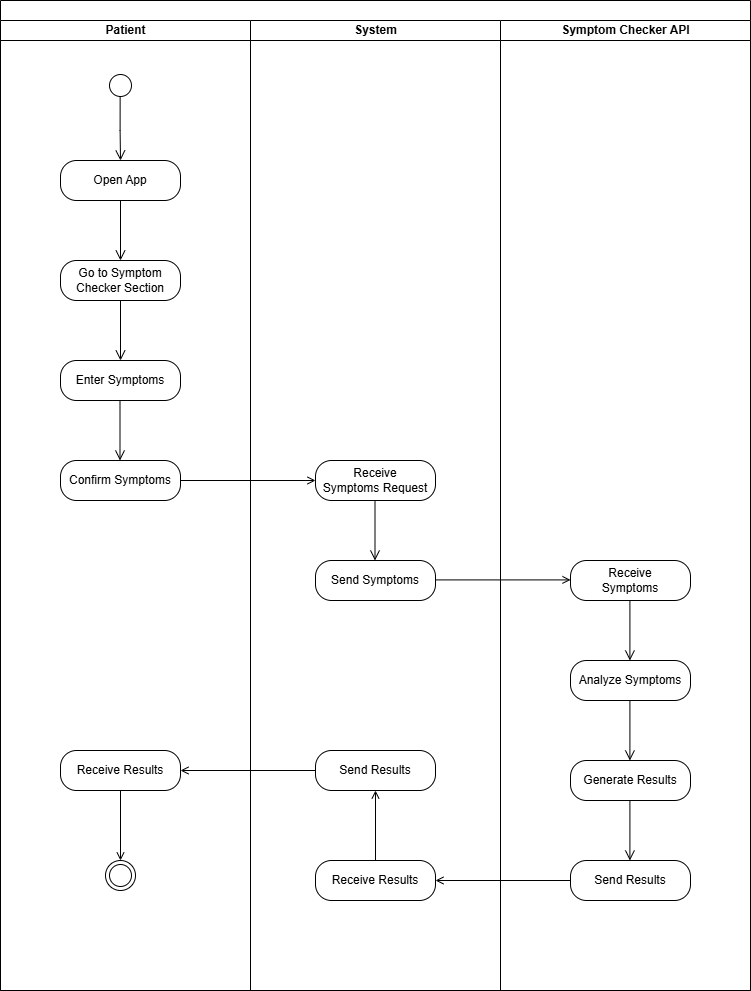 Patient
System
Symptom Checker API
Open App
Go to Symptom
Checker Section
Enter Symptoms
Confirm Symptoms
Receive
Symptoms Request
Send Symptoms
Receive
Symptoms
Analyze Symptoms
Generate Results
Send Results
Receive Results
Send Results
Receive Results